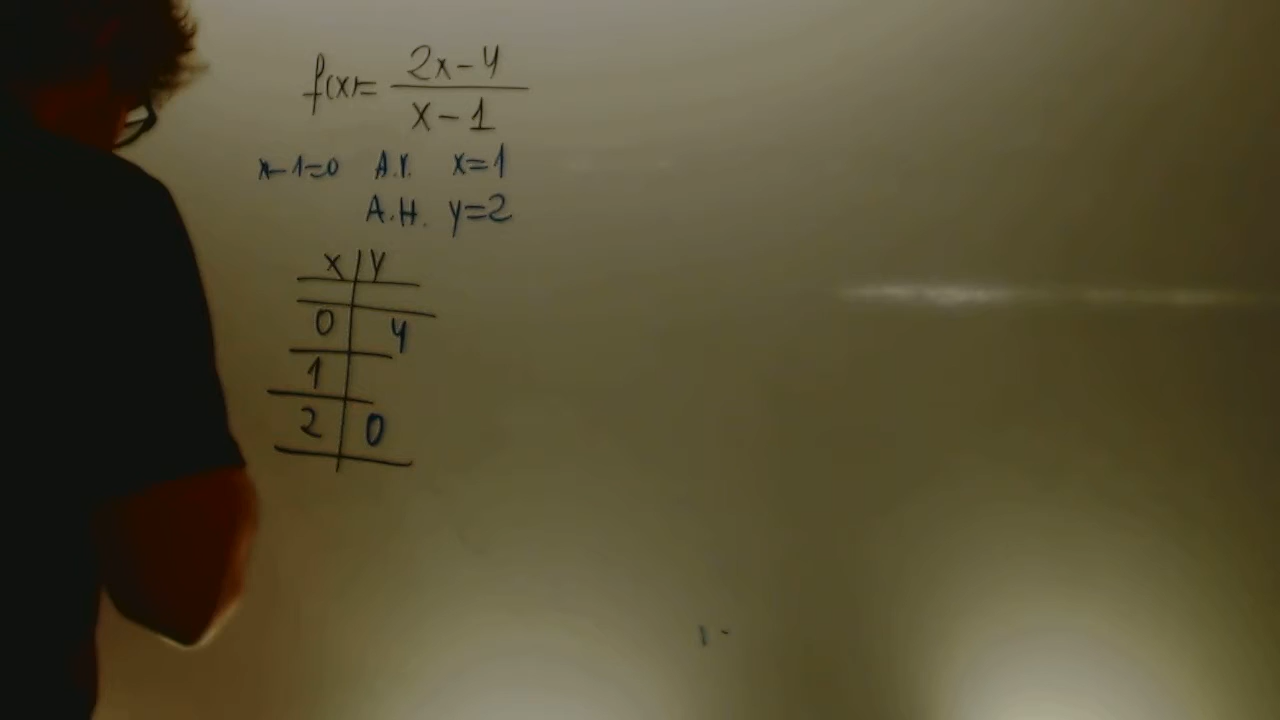 f(x)= 2x-4 / x-1
x-1=0 A.V. x=1
A.H. y=2
x | y
0 | 4
1 |
2 | 0